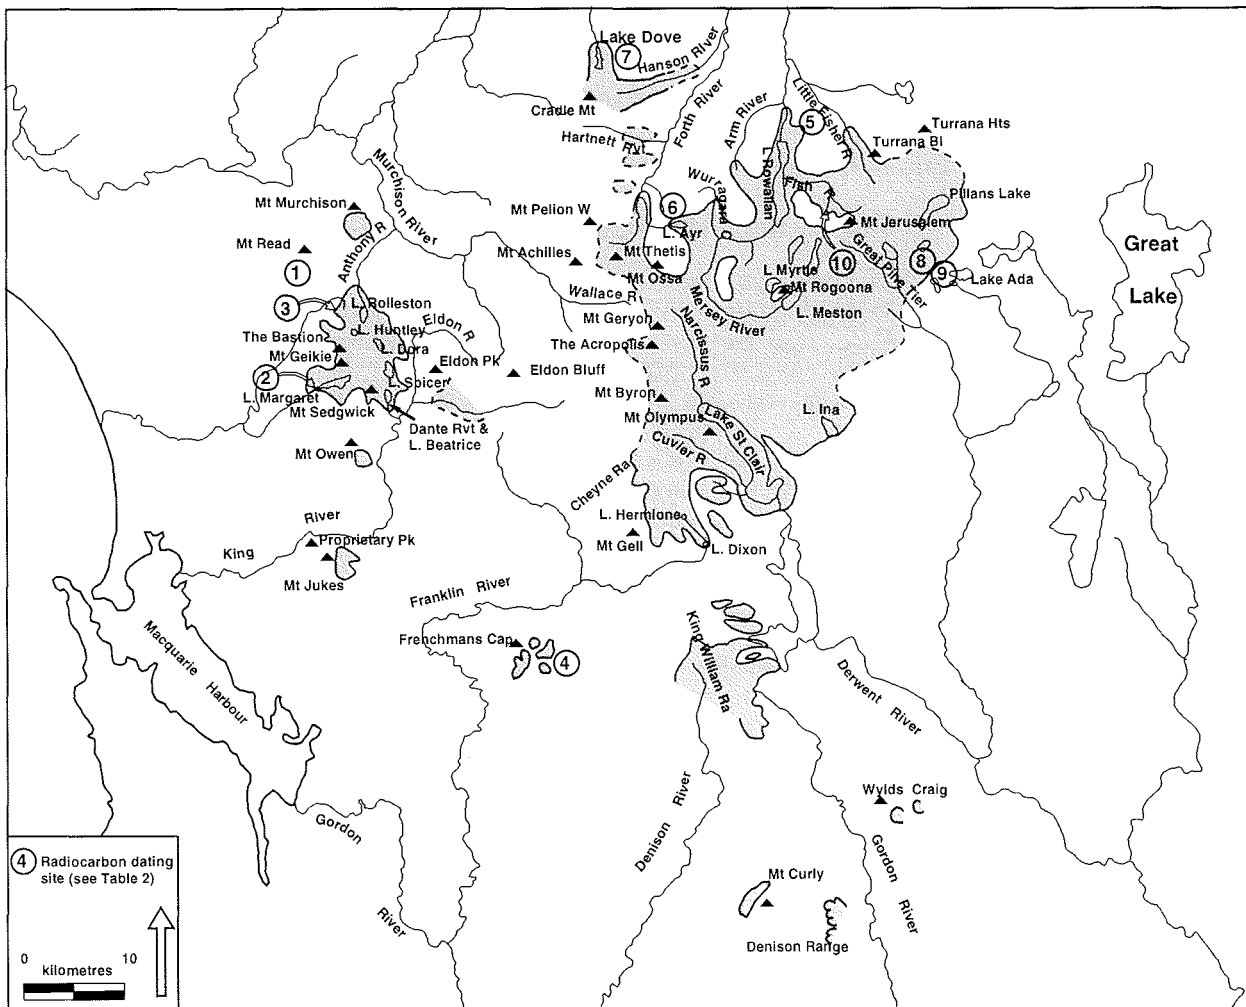 Lake Dove
7
Hanson River
Cradle Mt
Forth River
Hartnett Rvt
Arm River
Little Fisher R
5
Turrana Hts
Turrana Bl
Murchison River
L. Rowallan
Wurragara C
Fish R
Pillans Lake
Mt Murchison
6
Mt Pelion W
L. Ayr
Mt Jerusalem
Great
Lake
Mt Read
Anthony R
1
Mt Achilles
Mt Thetis
Mt Ossa
10
Great Pine Tier
8
9
Lake Ada
L Myrtle
Mt Rogoona
L. Meston
Wallace R
Mersey River
3
L. Rolleston
Mt Geryon
L. Huntley
Eldon R
The Bastion
L. Dora
The Acropolis
Narcissus R
Mt Geikie
Eldon Pk
Eldon Bluff
2
L. Spicer
L. Margaret
Mt Sedgwick
Mt Byron
Mt Olympus
Lake St Clair
L. Ina
Dante Rvt &
L. Beatrice
Mt Owen
Cuvier R
Cheyne Ra
L. Hermione
Mt Gell
L. Dixon
King
River
Proprietary Pk
Mt Jukes
Franklin River
Frenchmans Cap
4
King William Ra
Macquarie
Harbour
Derwent River
Wylds Craig
Gordon
River
Denison River
Gordon River
Mt Curly
Denison Range
4 Radiocarbon dating
site (see Table 2)
0 10
kilometres